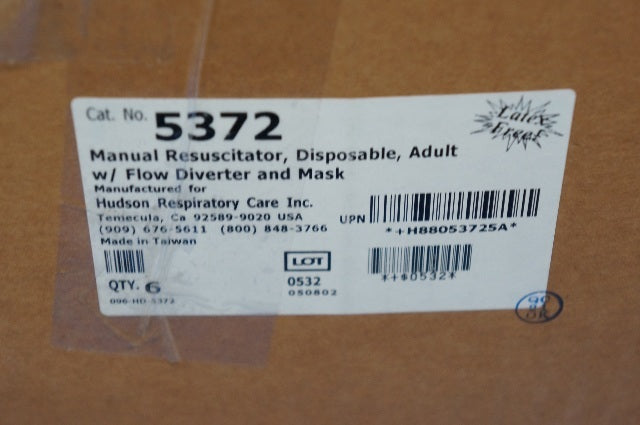 Cat. No. 5372
Latex Free!
Manual Resuscitator, Disposable, Adult
w/ Flow Diverter and Mask
Manufactured for
Hudson Respiratory Care Inc.
Temecula, Ca 92589-9020 USA
(909) 676-5611 (800) 848-3766
Made in Taiwan
UPN
*+H88053725A*
QTY. 6
096-HD-5372
LOT
0532
050802
*+$0532*